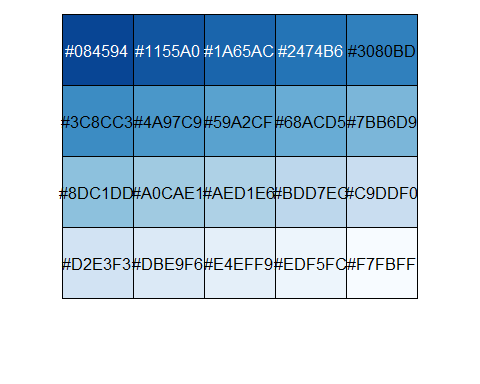 #084594 #1155A0 #1A65AC #2474B6 #3080BD
#3C8CC3 #4A97C9 #59A2CF #68ACD5 #7BB6D9
#8DC1DD #A0CAE1 #AED1E6 #BDD7EC #C9DDF0
#D2E3F3 #DBE9F6 #E4EFF9 #EDF5FC #F7FBFF